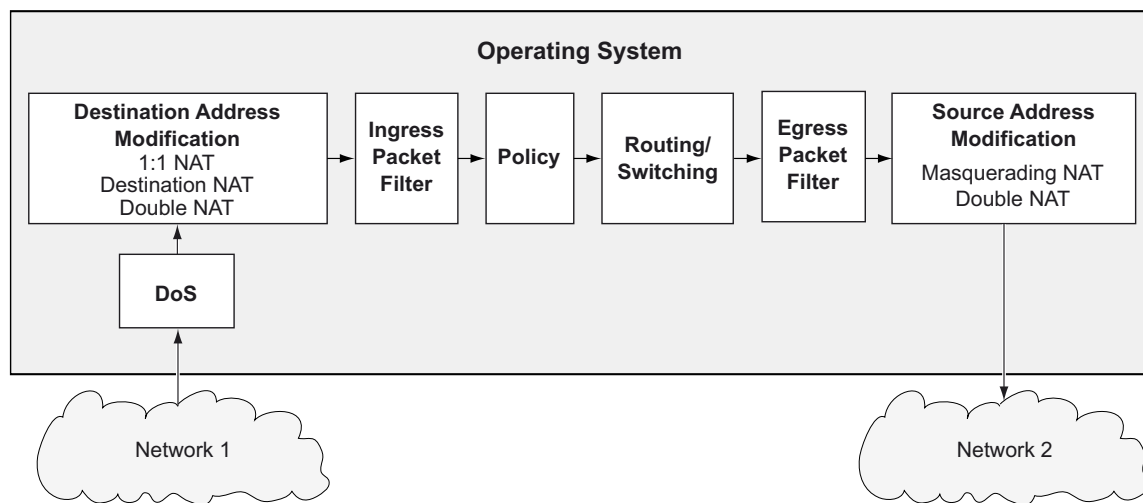 Operating System
Destination Address
Modification
1:1 NAT
Destination NAT
Double NAT
Ingress
Packet
Filter
Policy
Routing/
Switching
Egress
Packet
Filter
Source Address
Modification
Masquerading NAT
Double NAT
DoS
Network 1
Network 2